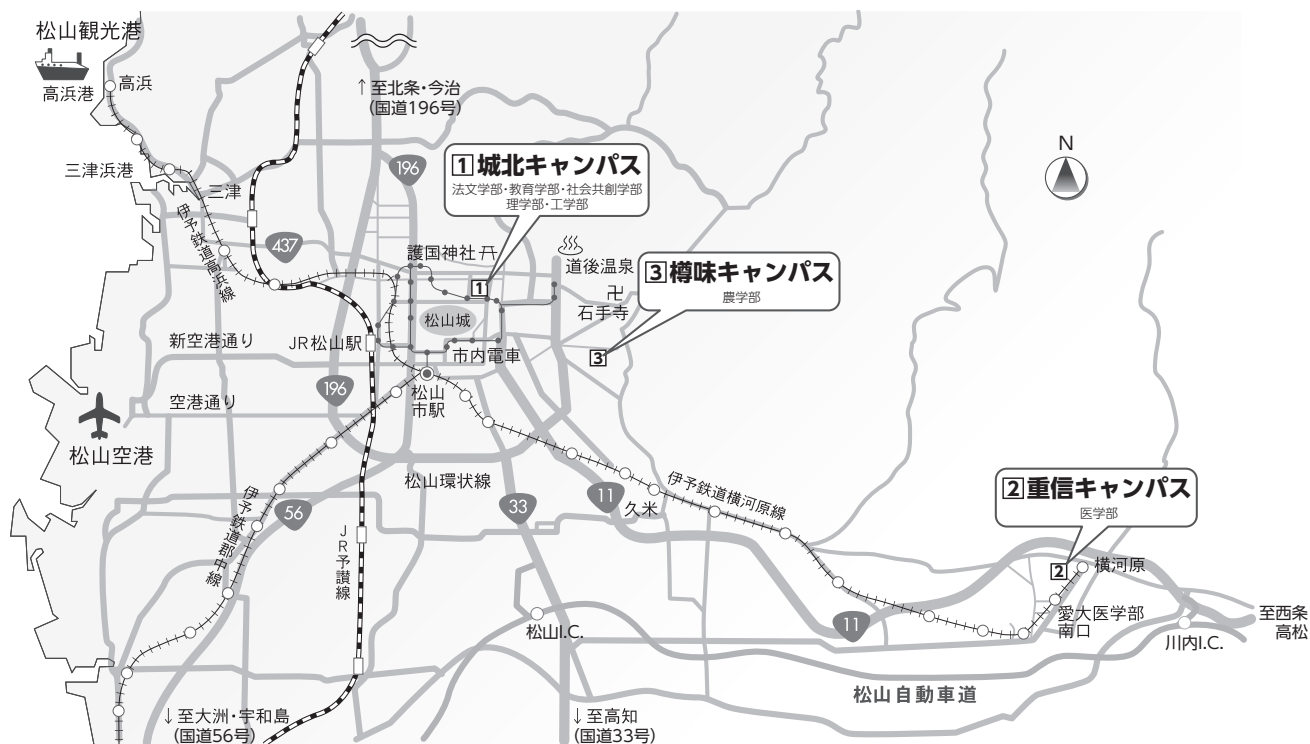 松山観光港
高浜
高浜港
↑至北条・今治
(国道196号)
N
三津浜港
三津
伊予鉄道高浜線
196
1 城北キャンパス
法文学部・教育学部・社会共創学部
理学部・工学部
437
護国神社
道後温泉
3 樽味キャンパス
農学部
1
卍
石手寺
松山城
新空港通り
JR松山駅
市内電車
3
196
松山
市駅
空港通り
松山空港
松山環状線
伊予鉄道横河原線
2 重信キャンパス
医学部
伊予鉄道郡中線
56
33
11
久米
JR予讃線
2
横河原
愛大医学部
南口
至西条
高松
11
松山I.C.
川内I.C.
松山自動車道
↓至大洲・宇和島
(国道56号)
↓至高知
(国道33号)